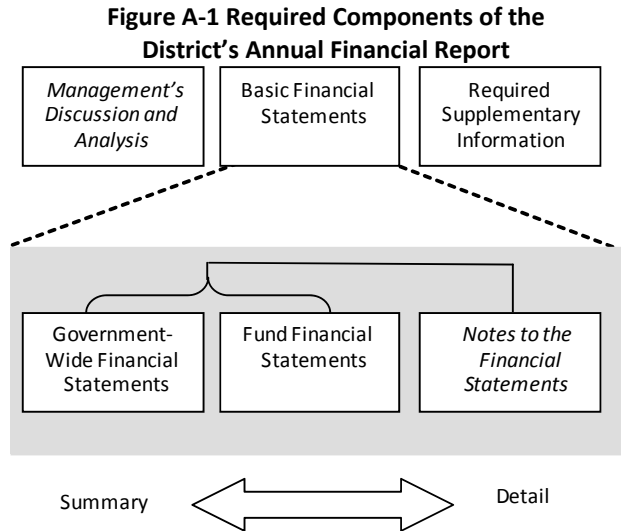 Figure A-1 Required Components of the
District's Annual Financial Report
Management's
Discussion and
Analysis
Basic Financial
Statements
Required
Supplementary
Information
Government-
Wide Financial
Statements
Fund Financial
Statements
Notes to the
Financial
Statements
Summary
Detail